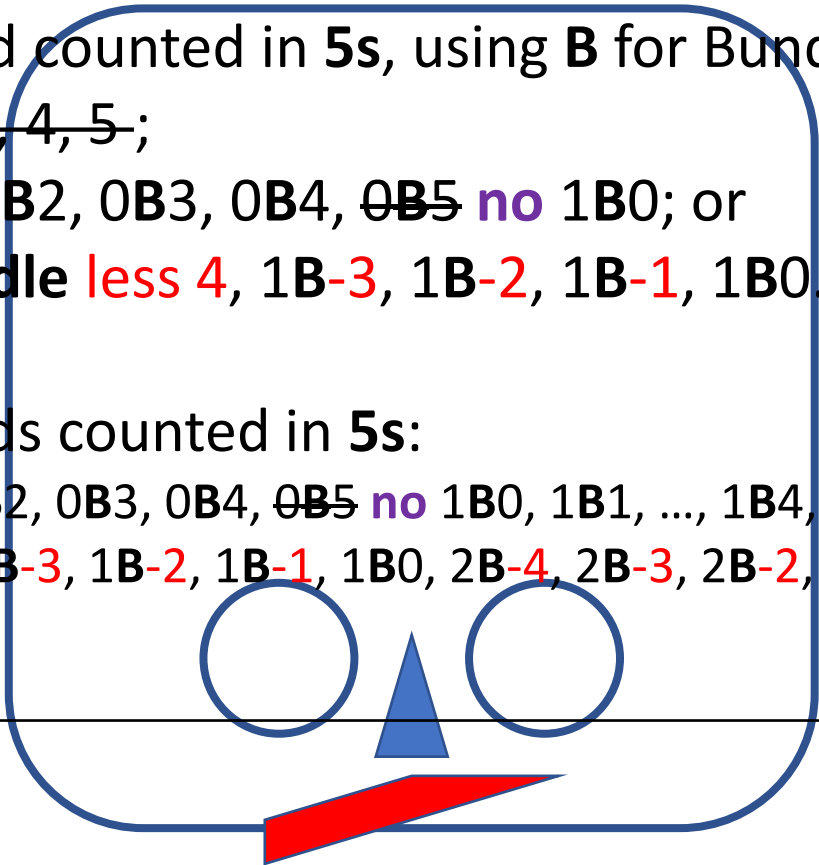 d counted in 5s, using B for Bund
, 4, 5 ;
B2, 0B3, 0B4, 0B5 no 1B0; or
dle less 4, 1B-3, 1B-2, 1B-1, 1B0.
ds counted in 5s:
2, 0B3, 0B4, 0B5 no 1B0, 1B1, …, 1B4,
B-3, 1B-2, 1B-1, 1B0, 2B-4, 2B-3, 2B-2,